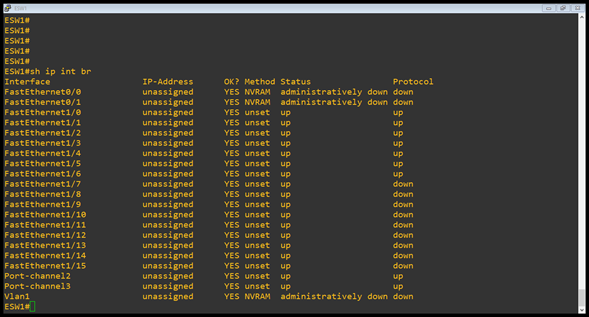 ESW1
ESW1#
ESW1#
ESW1#
ESW1#
ESW1#
ESW1#sh ip int br
Interface IP-Address OK? Method Status Protocol
FastEthernet0/0 unassigned YES NVRAM administratively down down
FastEthernet0/1 unassigned YES NVRAM administratively down down
FastEthernet1/0 unassigned YES unset up up
FastEthernet1/1 unassigned YES unset up up
FastEthernet1/2 unassigned YES unset up up
FastEthernet1/3 unassigned YES unset up up
FastEthernet1/4 unassigned YES unset up up
FastEthernet1/5 unassigned YES unset up up
FastEthernet1/6 unassigned YES unset up up
FastEthernet1/7 unassigned YES unset up down
FastEthernet1/8 unassigned YES unset up down
FastEthernet1/9 unassigned YES unset up down
FastEthernet1/10 unassigned YES unset up down
FastEthernet1/11 unassigned YES unset up down
FastEthernet1/12 unassigned YES unset up down
FastEthernet1/13 unassigned YES unset up down
FastEthernet1/14 unassigned YES unset up down
FastEthernet1/15 unassigned YES unset up down
Port-channel2 unassigned YES unset up up
Port-channel3 unassigned YES unset up up
Vlan1 unassigned YES NVRAM administratively down down
ESW1#